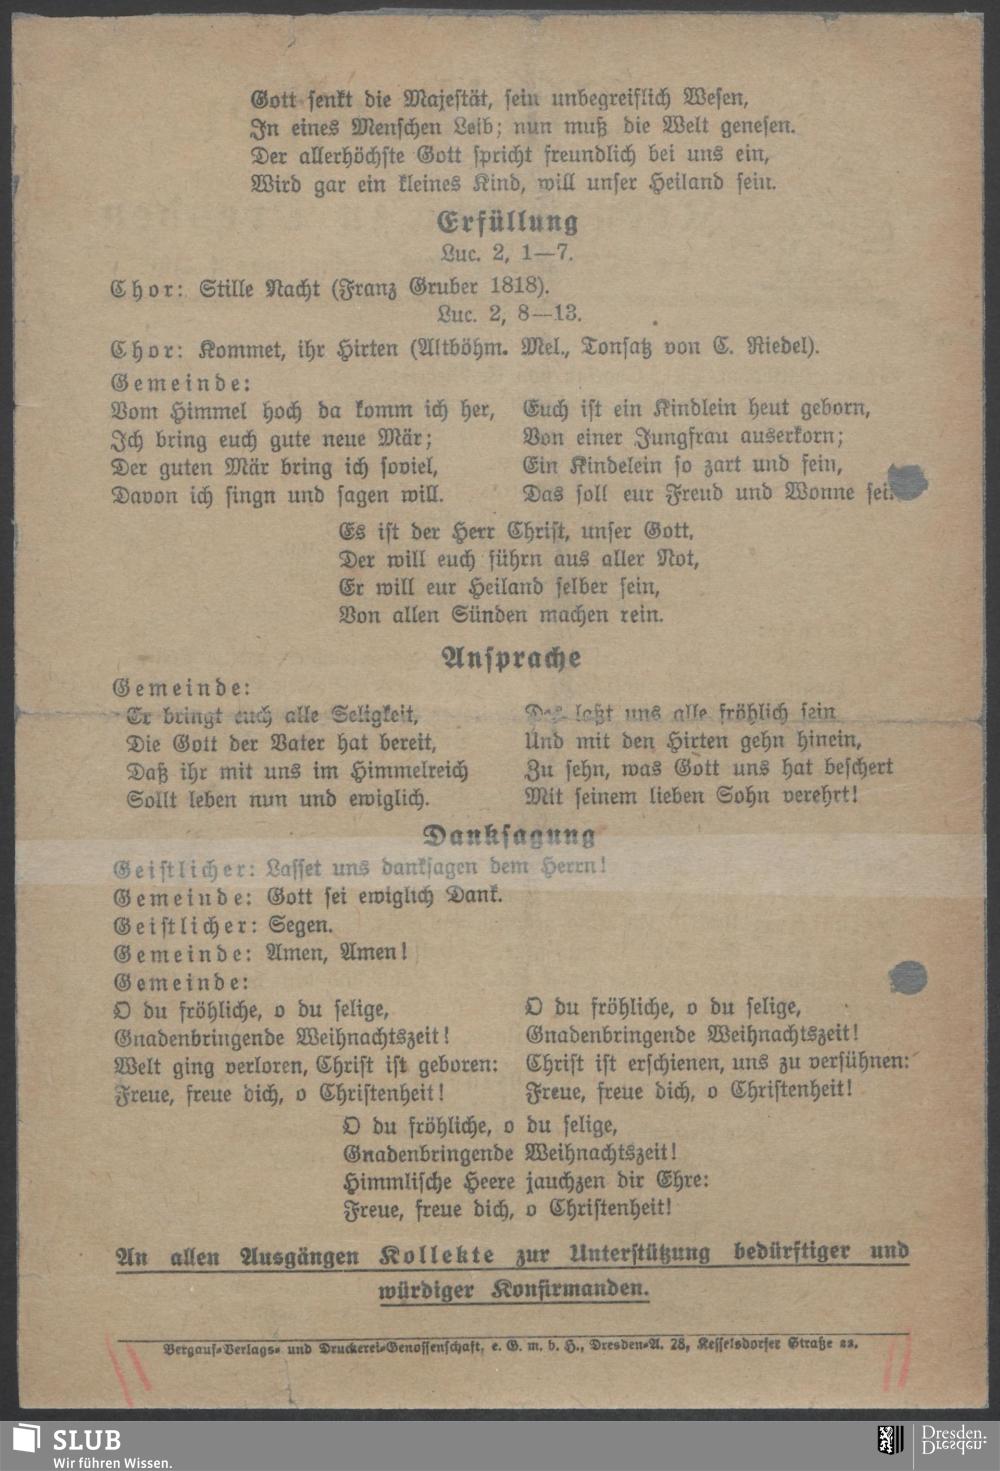 Gott senkt die Majestät, sein unbegreiflich Wesen,
In eines Menschen Leib; nun muß die Welt genesen.
Der allerhöchste Gott spricht freundlich bei uns ein,
Wird gar ein kleines Kind, will unser Heiland sein.
Erfüllung
Luc. 2, 1—7.
Chor: Stille Nacht (Franz Gruber 1818).
Luc. 2, 8—13.
Chor: Kommet, ihr Hirten (Altböhm. Mel., Tonsatz von C. Riedel).
Gemeinde:
Vom Himmel hoch da komm ich her,
Ich bring euch gute neue Mär;
Der guten Mär bring ich soviel,
Davon ich singn und sagen will.
Euch ist ein Kindlein heut geborn,
Von einer Jungfrau auserkorn;
Ein Kindelein so zart und fein,
Das soll eur Freud und Wonne sei
Es ist der Herr Christ, unser Gott,
Der will euch führn aus aller Not,
Er will eur Heiland selber sein,
Von allen Sünden machen rein.
Ansprache
Gemeinde:
Er bringt euch alle Seligkeit,
Die Gott der Vater hat bereit,
Daß ihr mit uns im Himmelreich
Sollt leben nun und ewiglich.
Des laßt uns alle fröhlich sein
Und mit den Hirten gehn hinein,
Zu sehn, was Gott uns hat beschert
Mit seinem lieben Sohn verehrt!
Danksagung
Geistlicher: Lasset uns danksagen dem Herrn!
Gemeinde: Gott sei ewiglich Dank.
Geistlicher: Segen.
Gemeinde: Amen, Amen!
Gemeinde:
O du fröhliche, o du selige,
Gnadenbringende Weihnachtszeit!
Welt ging verloren, Christ ist geboren:
Freue, freue dich, o Christenheit!
O du fröhliche, o du selige,
Gnadenbringende Weihnachtszeit!
Christ ist erschienen, uns zu versühnen:
Freue, freue dich, o Christenheit!
O du fröhliche, o du selige,
Gnadenbringende Weihnachtszeit!
Himmlische Heere jauchzen dir Ehre:
Freue, freue dich, o Christenheit!
An allen Ausgängen Kollekte zur Unterstützung bedürftiger und
würdiger Konfirmanden.
Vergauf-Verlags- und Druckerei-Genossenschaft, e. G. m. b. H., Dresden-A. 28, Kesselsdorfer Straße 22.
SLUB
Wir führen Wissen.
Dresden.
Dresden.